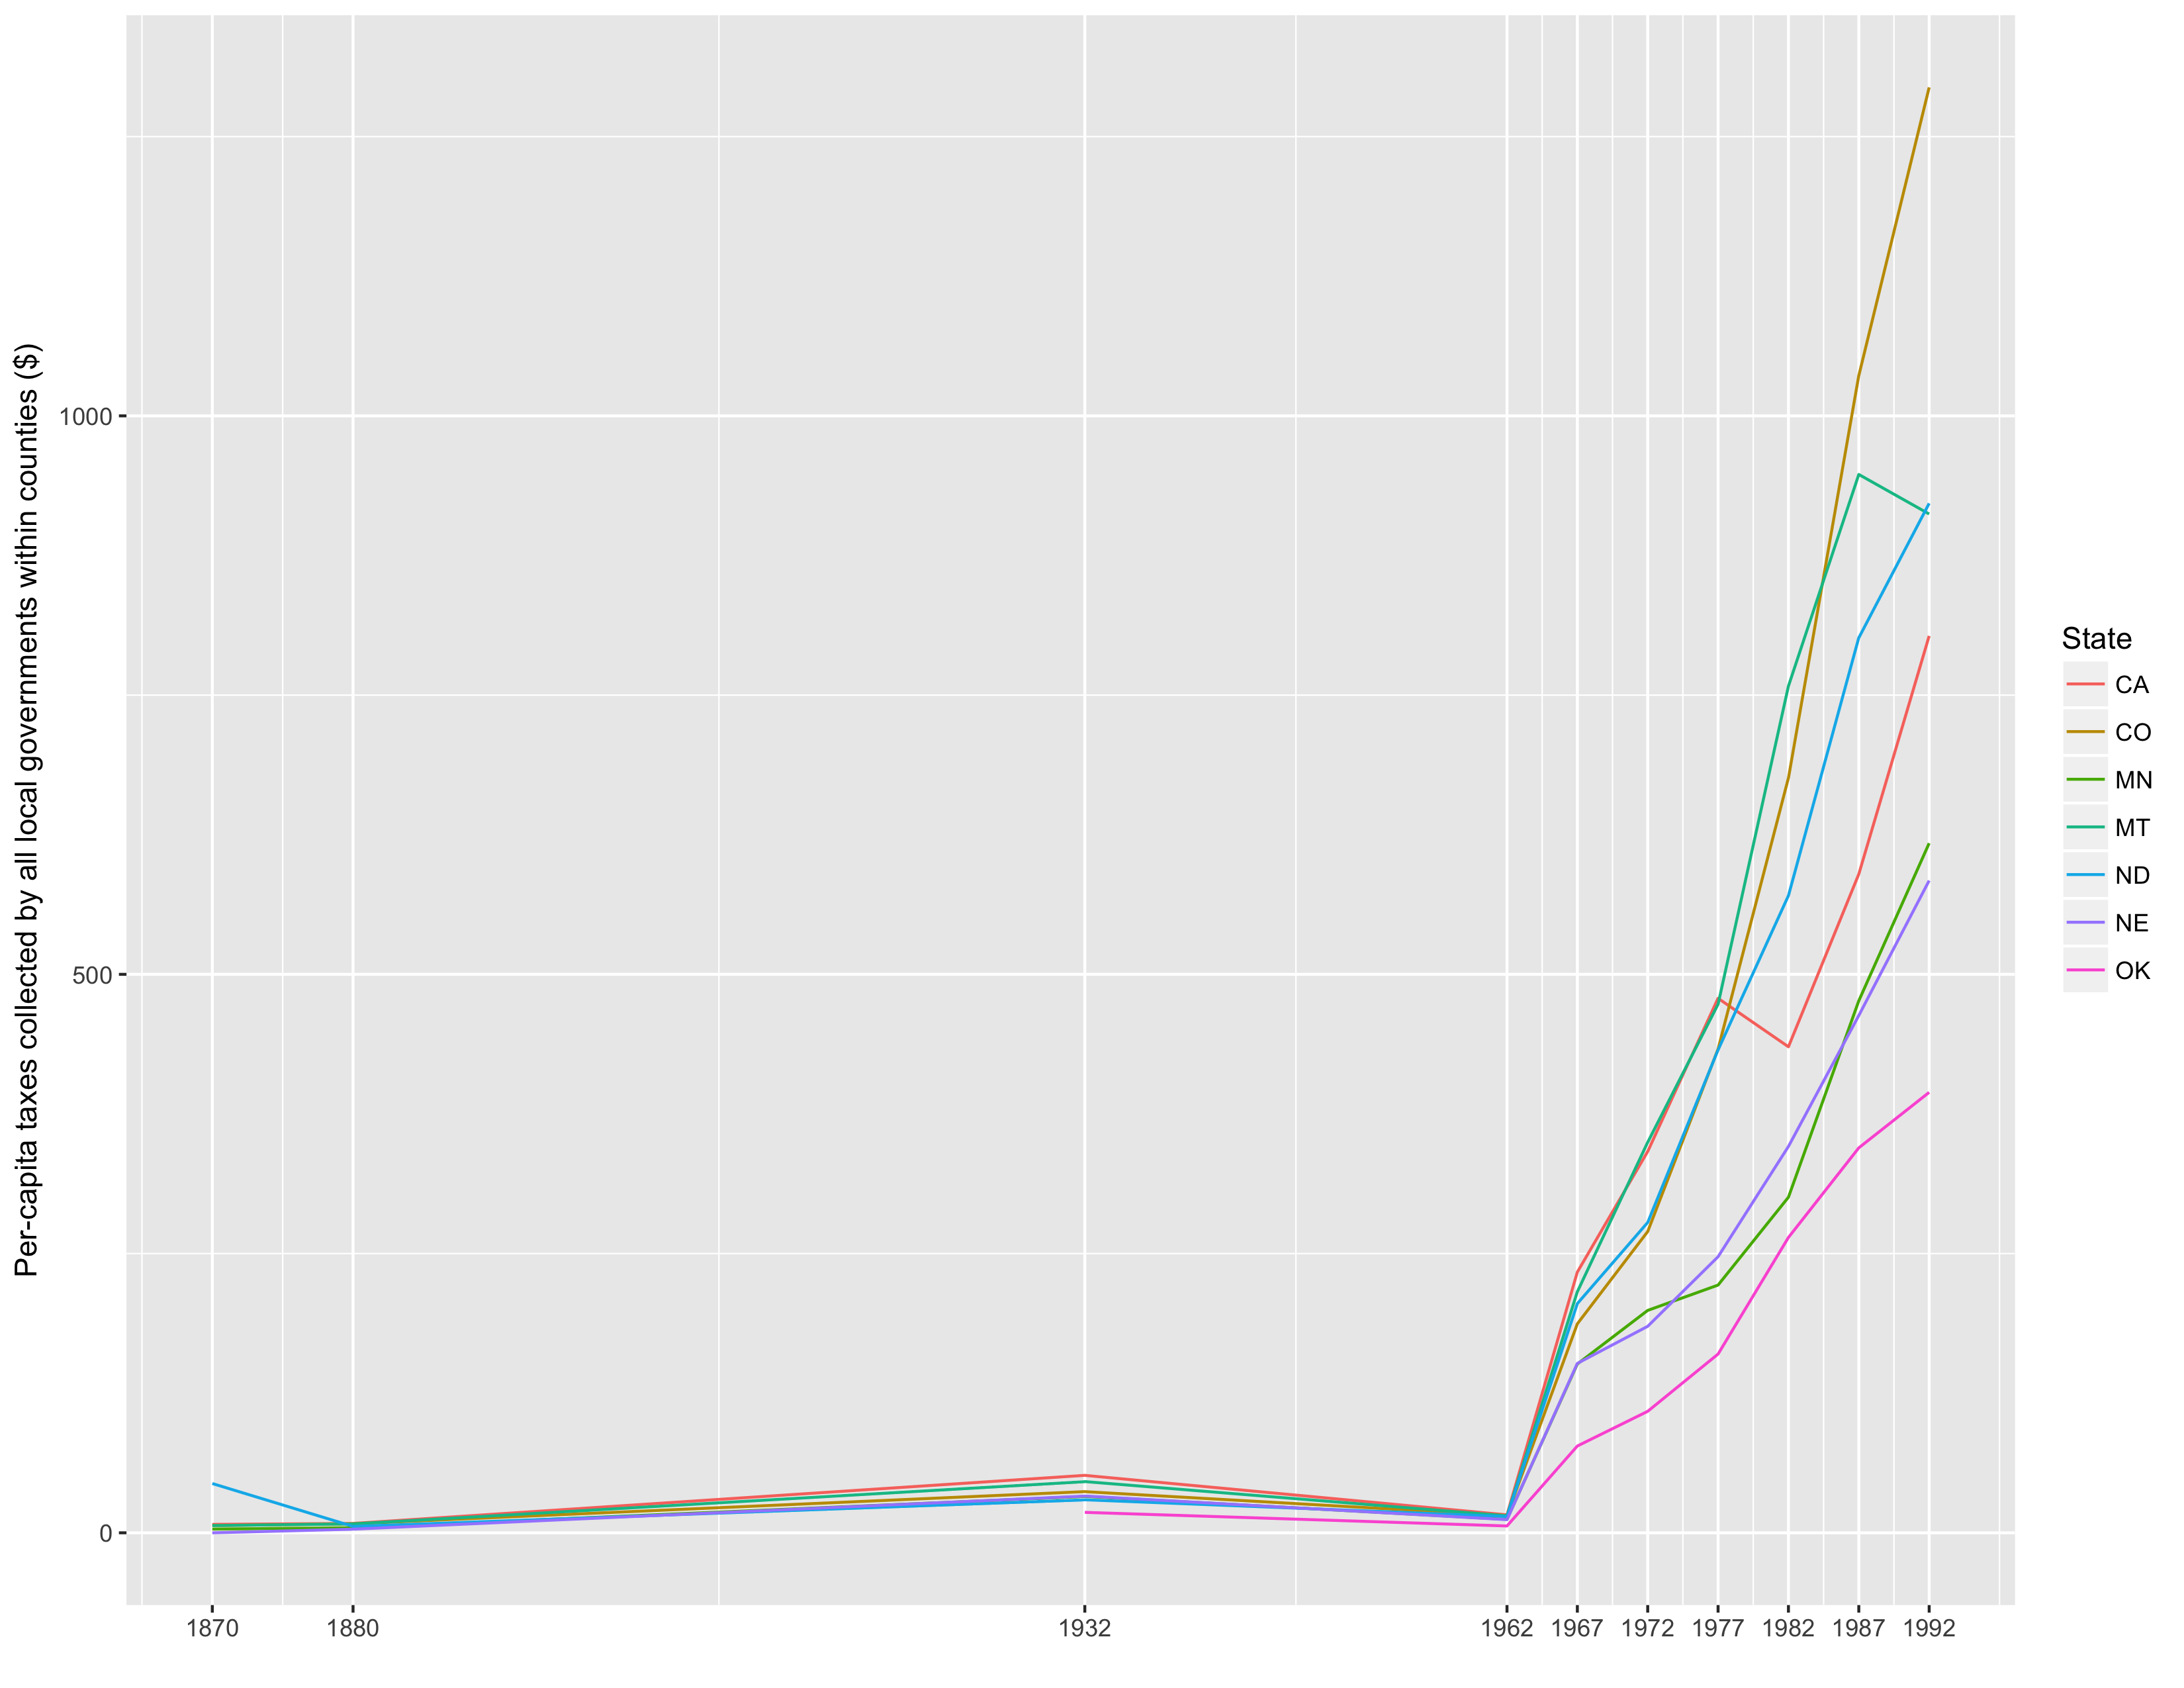 Per-capita taxes collected by all local governments within counties ($)
1000
500
0
1870 1880 1932 1962 1967 1972 1977 1982 1987 1992
State
CA
CO
MN
MT
ND
NE
OK